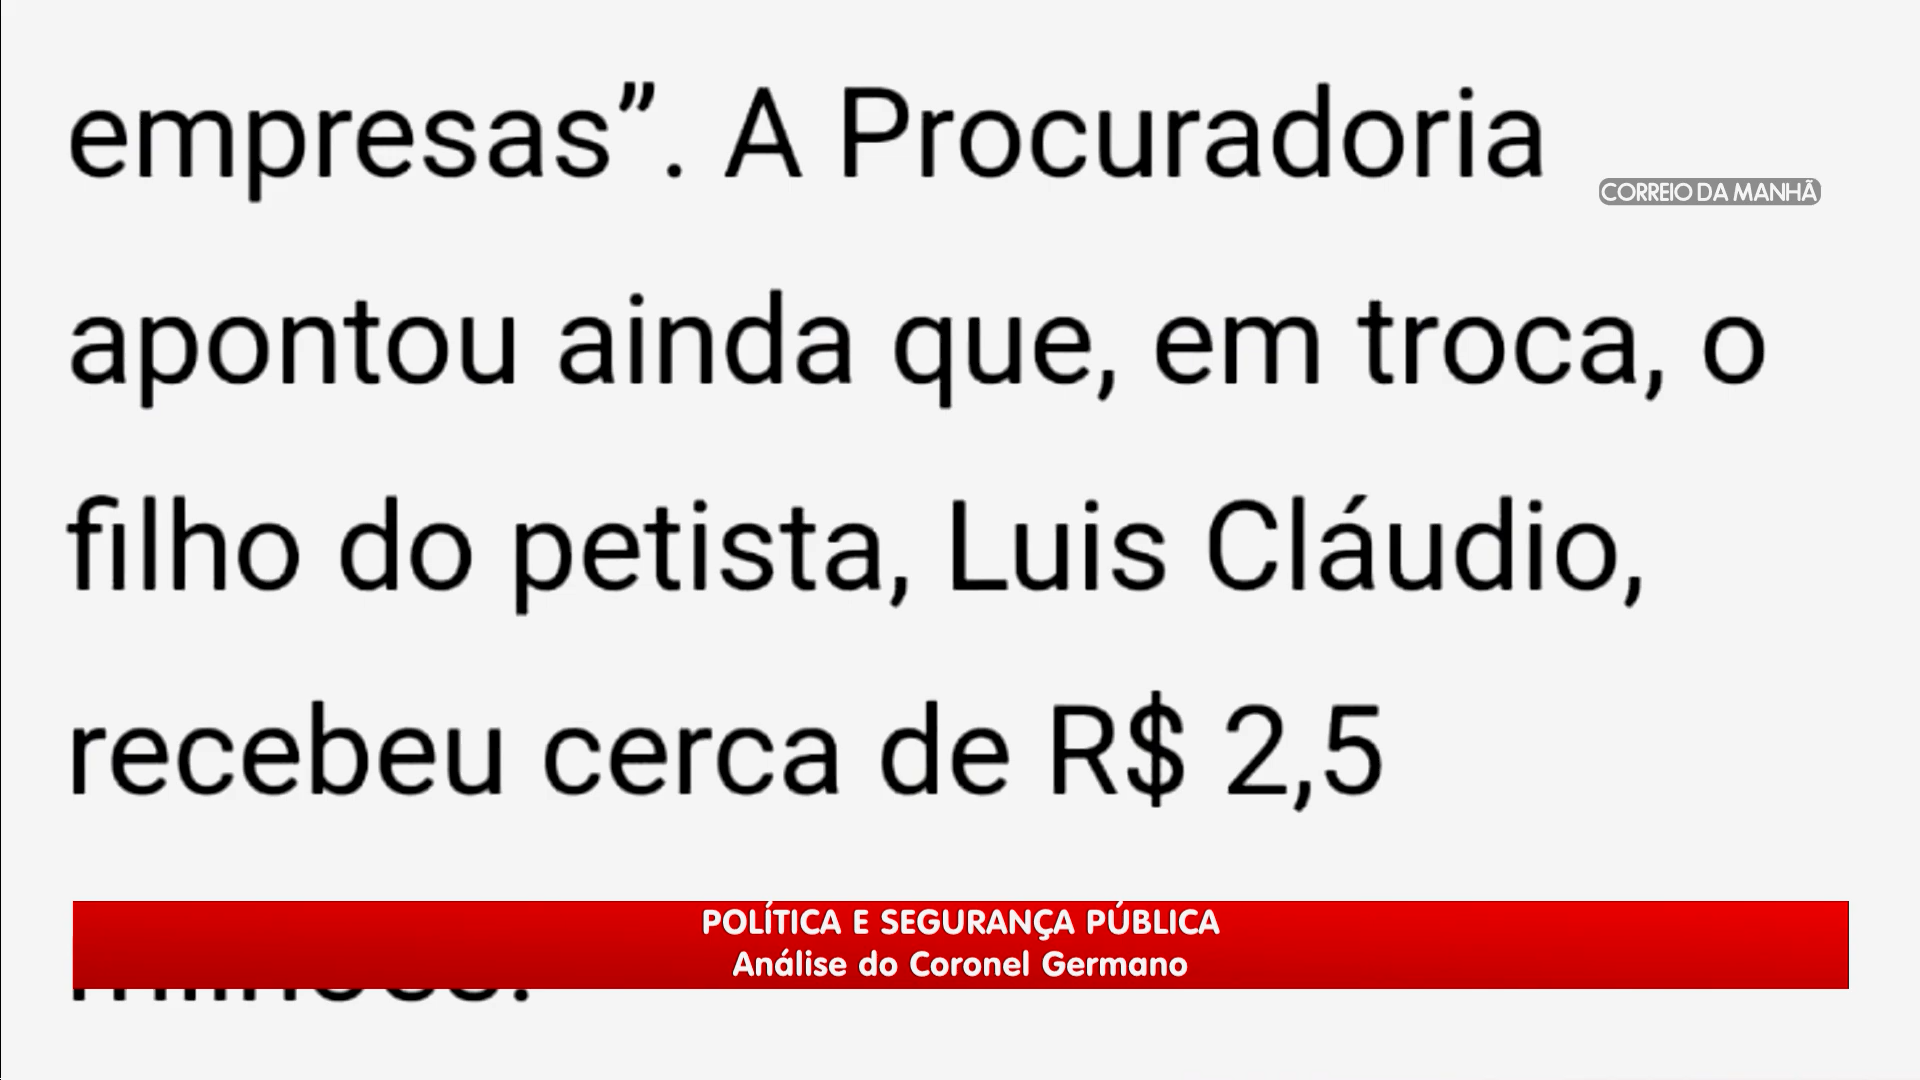 empresas”. A Procuradoria
CORREIO DA MANHÃ
apontou ainda que, em troca, o
filho do petista, Luis Cláudio,
recebeu cerca de R$ 2,5
POLÍTICA E SEGURANÇA PÚBLICA
Análise do Coronel Germano